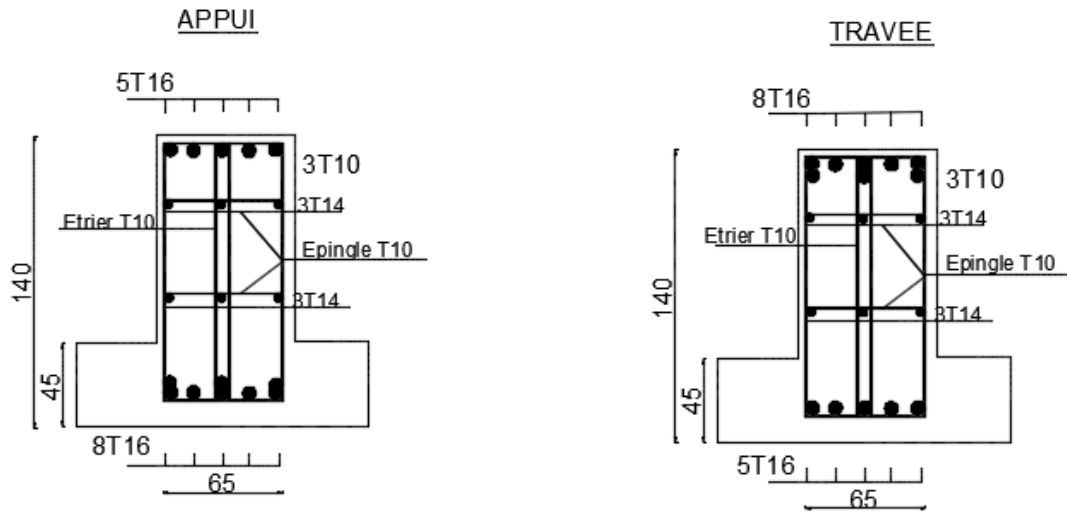 APPUI
5T16
3T10
3T14
Etrier T10
Epingle T10
3T14
140
45
8T16
65
TRAVEE
8T16
3T10
3T14
Etrier T10
Epingle T10
3T14
140
45
5T16
65